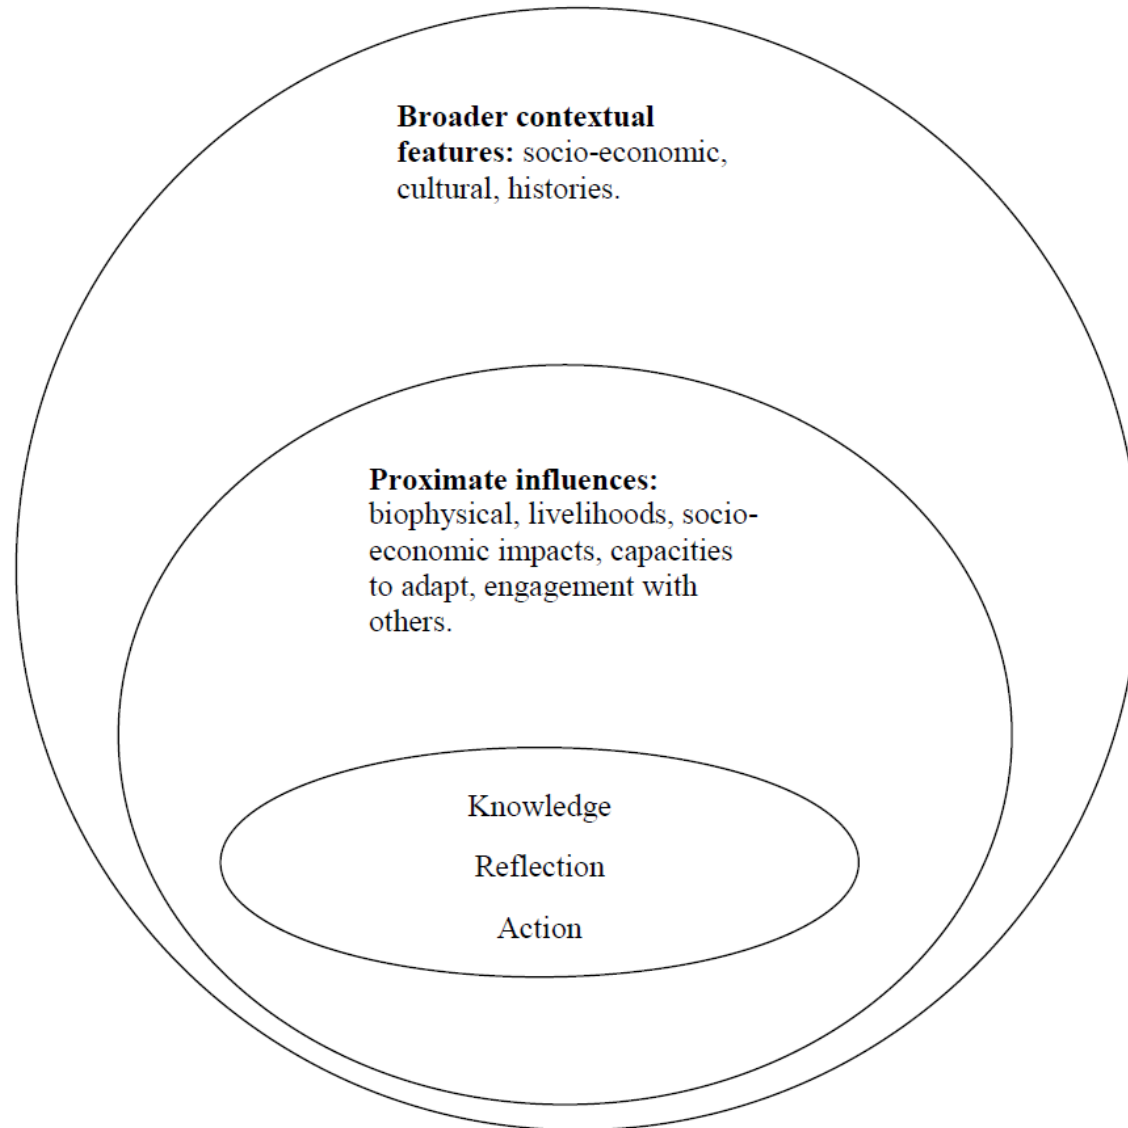 Broader contextual
features: socio-economic,
cultural, histories.
Proximate influences:
biophysical, livelihoods, socio-
economic impacts, capacities
to adapt, engagement with
others.
Knowledge
Reflection
Action